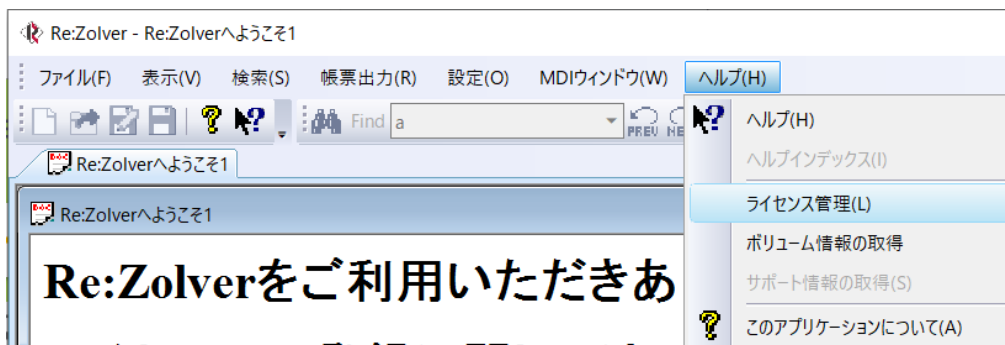 Re:Zolver - Re:Zolverへようこそ1
ファイル(F) 表示(V) 検索(S) 帳票出力(R) 設定(O) MDIウィンドウ(W) ヘルプ(H)
Find a PREV NE
ヘルプ(H)
ヘルプインデックス(I)
ライセンス管理(L)
ボリューム情報の取得
サポート情報の取得(S)
このアプリケーションについて(A)
Re:Zolverへようこそ1
Re:Zolverへようこそ1
Re:Zolverをご利用いただきあ